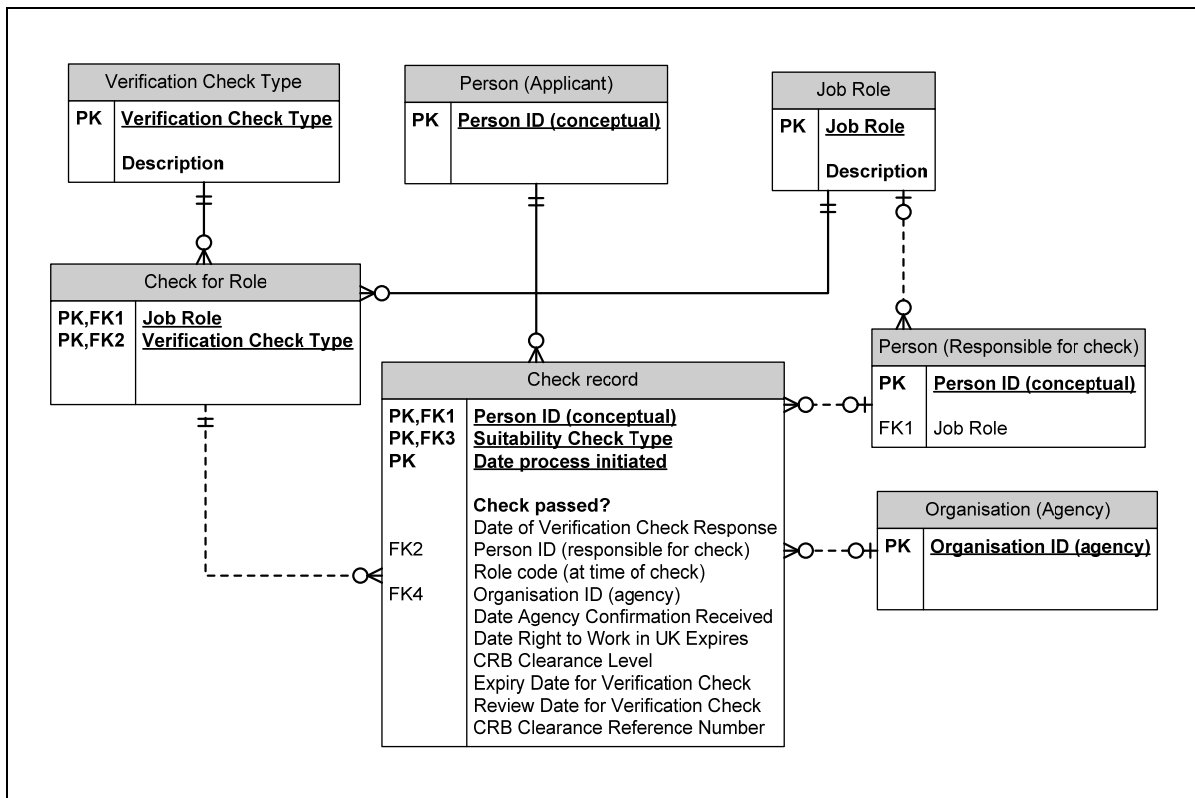 Verification Check Type
PK Verification Check Type
Description
Person (Applicant)
PK Person ID (conceptual)
Job Role
PK Job Role
Description
Check for Role
PK,FK1 Job Role
PK,FK2 Verification Check Type
Person (Responsible for check)
PK Person ID (conceptual)
FK1 Job Role
Check record
PK,FK1 Person ID (conceptual)
PK,FK3 Suitability Check Type
PK Date process initiated
Check passed?
Date of Verification Check Response
FK2 Person ID (responsible for check)
Role code (at time of check)
FK4 Organisation ID (agency)
Date Agency Confirmation Received
Date Right to Work in UK Expires
CRB Clearance Level
Expiry Date for Verification Check
Review Date for Verification Check
CRB Clearance Reference Number
Organisation (Agency)
PK Organisation ID (agency)